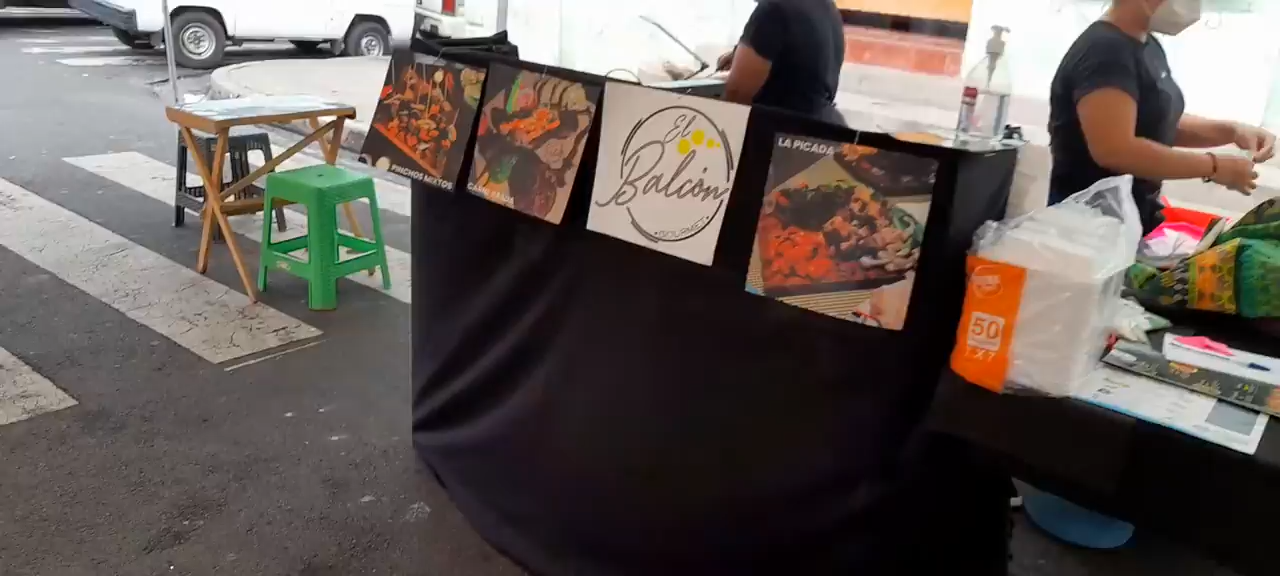 PINCHOS MIXTOS
El
Balcón
•GOURMET•
LA PICADA
50